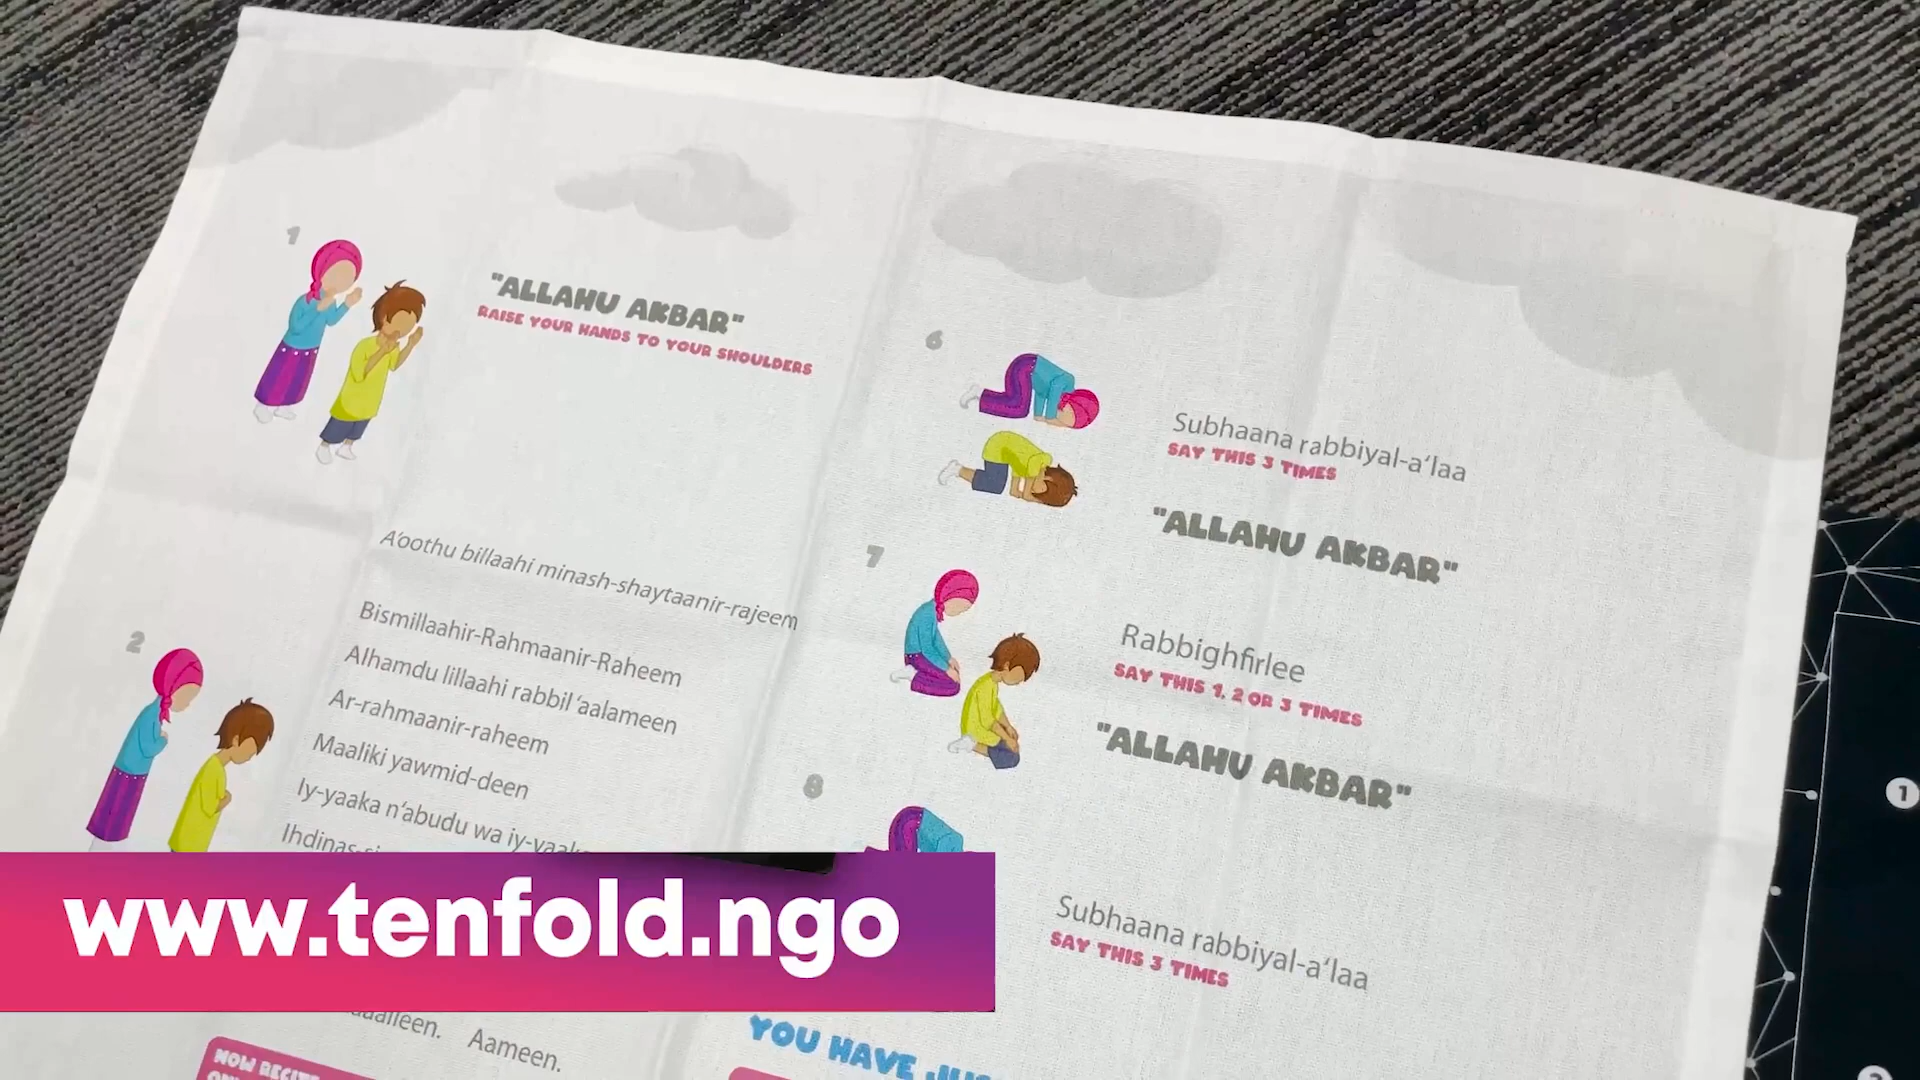 1
"ALLAHU AKBAR"
RAISE YOUR HANDS TO YOUR SHOULDERS
2
A'oothu billaahi minash-shaytaanir-rajeem
Bismillaahir-Rahmaanir-Raheem
Alhamdu lillaahi rabbil 'aalameen
Ar-rahmaanir-raheem
Maaliki yawmid-deen
Iy-yaaka n'abudu wa
Aameen.
NOW RECITE
6
Subhaana rabbiyal-a'laa
SAY THIS 3 TIMES
"ALLAHU AKBAR"
7
Rabbighfirlee
SAY THIS 1, 2 OR 3 TIMES
"ALLAHU AKBAR"
8
Subhaana rabbiyal-a'laa
SAY THIS 3 TIMES
YOU HAVE
1
www.tenfold.ngo